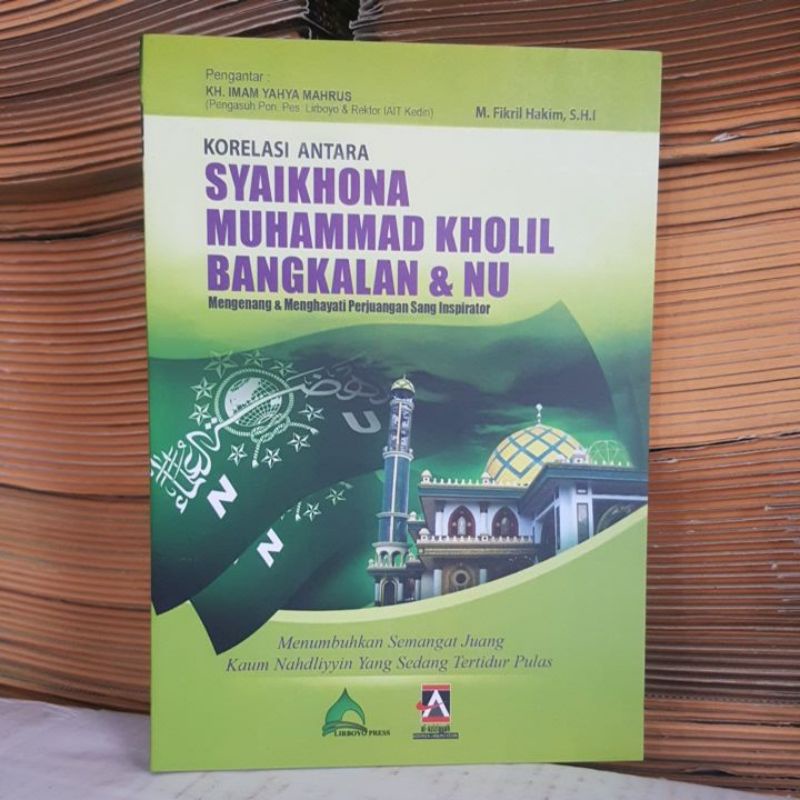 Pengantar :
KH. IMAM YAHYA MAHRUS
(Pengasuh Pon. Pes. Lirboyo & Rektor IAIT Kediri)
M. Fikril Hakim, S.H.I
KORELASI ANTARA
SYAIKHONA
MUHAMMAD KHOLIL
BANGKALAN & NU
Mengenang & Menghayati Perjuangan Sang Inspirator
N
U
N
Menumbuhkan Semangat Juang
Kaum Nahdliyyin Yang Sedang Tertidur Pulas
LIRBOYO PRESS
A